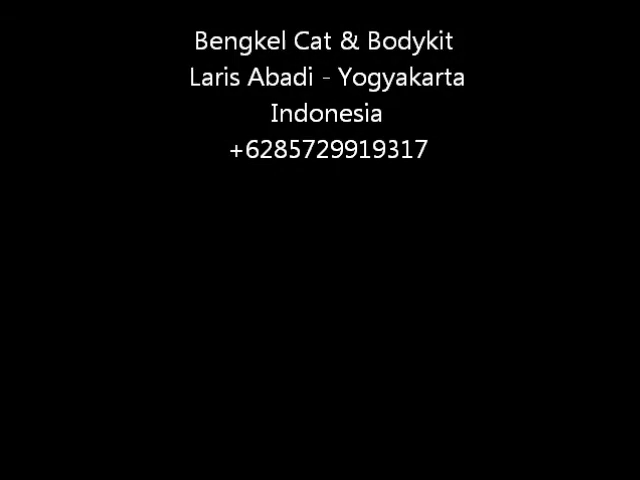 Bengkel Cat & Bodykit
Laris Abadi - Yogyakarta
Indonesia
+6285729919317